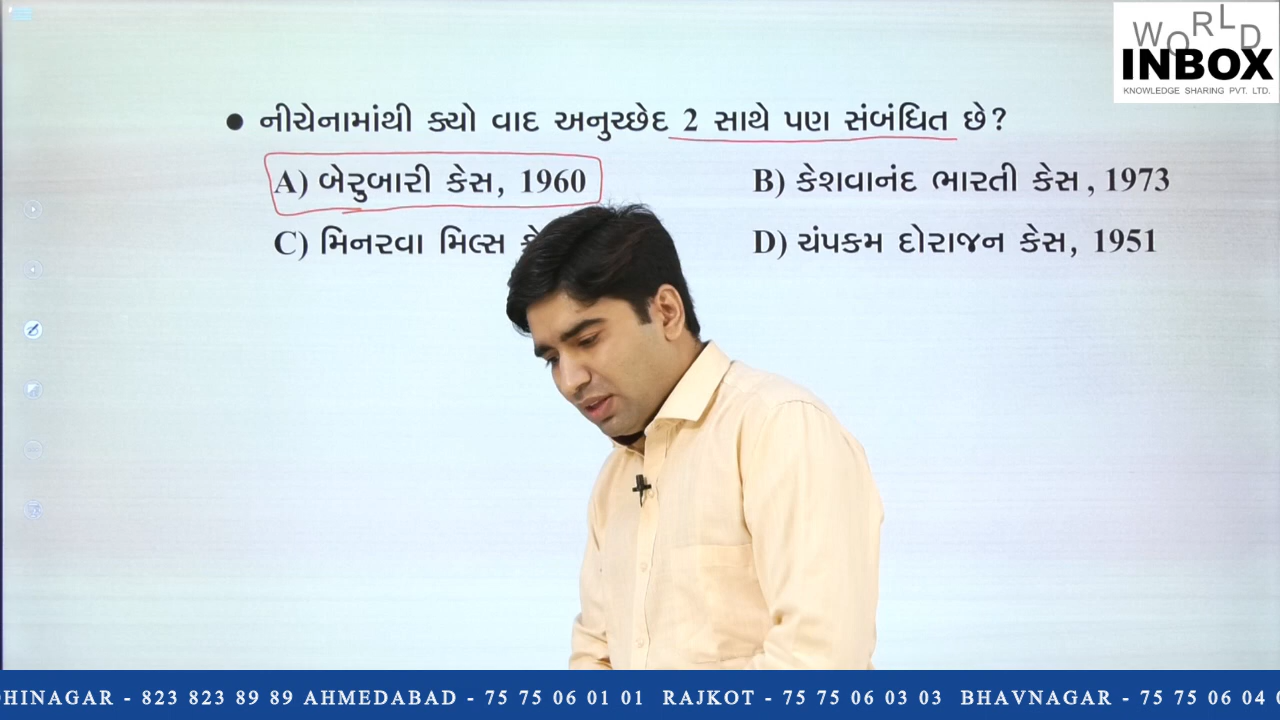 WORLD
INBOX
KNOWLEDGE SHARING PVT. LTD.
● નીચેનામાંથી ક્યો વાદ અનુચ્છેદ 2 સાથે પણ સંબંધિત છે?
A) બેરુબારી કેસ, 1960
B) કેશવાનંદ ભારતી કેસ, 1973
C) મિનરવા મિલ્સ
D) ચંપકમ દોરાજન કેસ, 1951
HINAGAR - 823 823 89 89 AHMEDABAD - 75 75 06 01 01 RAJKOT - 75 75 06 03 03 BHAVNAGAR - 75 75 06 04